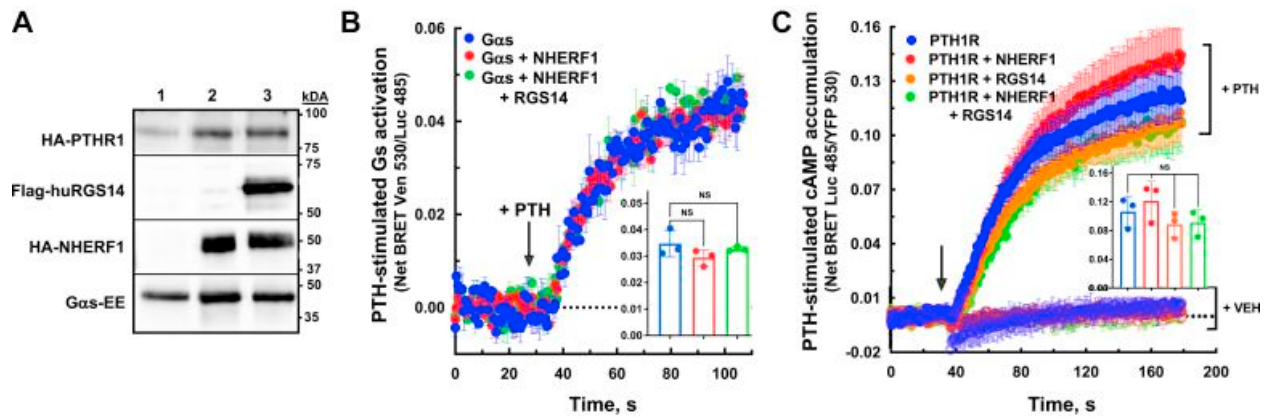 A
1 2 3 kDA
HA-PTHR1
Flag-huRGS14
HA-NHERF1
Gαs-EE
100
75
75
50
50
37
50
35
B
PTH-stimulated Gs activation
(Net BRET Ven 530/Luc 485)
0.06
0.04
0.02
0.00
Gαs
Gαs + NHERF1
Gαs + NHERF1
+ RGS14
+ PTH
0.05
0.04
0.03
0.02
0.01
0.00
NS
NS
0 20 40 60 80 100
Time, s
C
PTH-stimulated cAMP accumulation
(Net BRET Luc 485/YFP 530)
0.16
0.13
0.10
0.07
0.04
0.01
-0.02
PTH1R
PTH1R + NHERF1
PTH1R + RGS14
PTH1R + NHERF1
+ RGS14
+ PTH
0.16
0.12
0.08
0.04
0.00
NS
+ VEH
0 40 80 120 160 200
Time, s